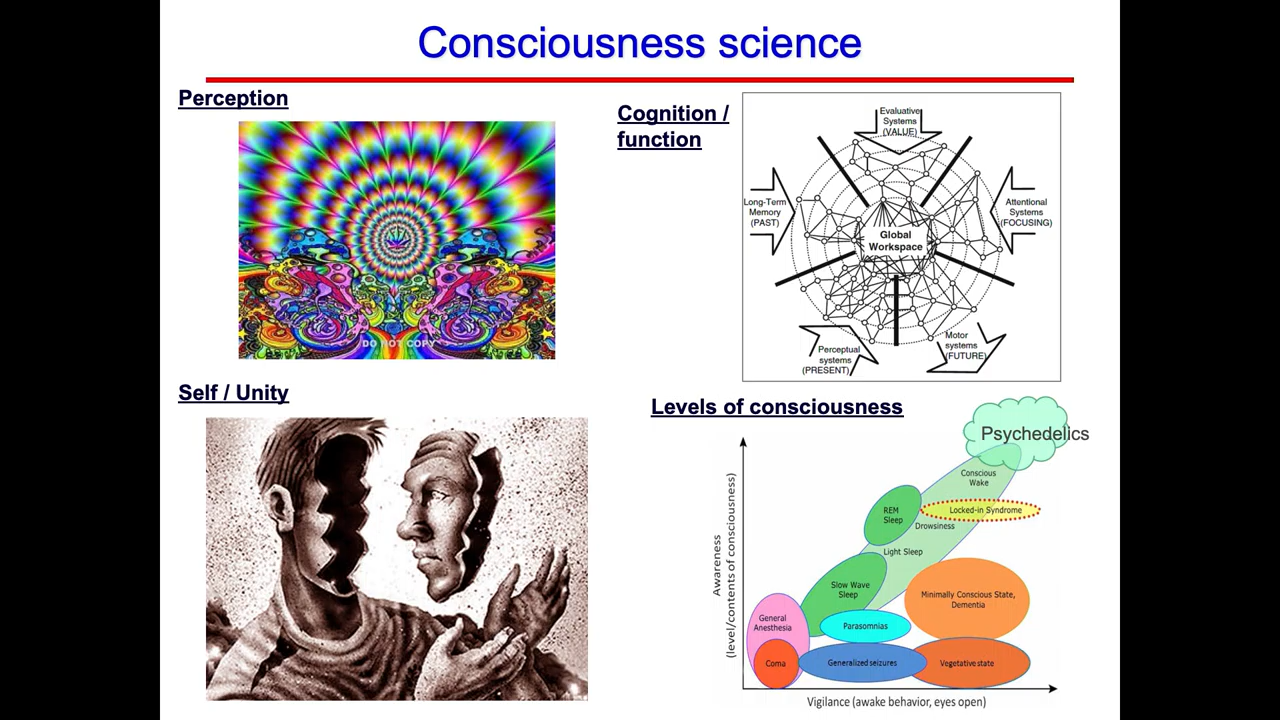 Consciousness science
Perception
DO NOT COPY
Cognition /
function
Evaluative
Systems
(VALUE)
Long-Term
Memory
(PAST)
Attentional
Systems
(FOCUSING)
Global
Workspace
Perceptual
systems
(PRESENT)
Motor
systems
(FUTURE)
Self / Unity
Levels of consciousness
Psychedelics
Conscious
Wake
REM
Sleep
Locked-in Syndrome
Drowsiness
Light Sleep
Slow Wave
Sleep
Minimally Conscious State,
Dementia
General
Anesthesia
Parasomnias
Coma
Generalized seizures
Vegetative state
Awareness
(level/contents of consciousness)
Vigilance (awake behavior, eyes open)